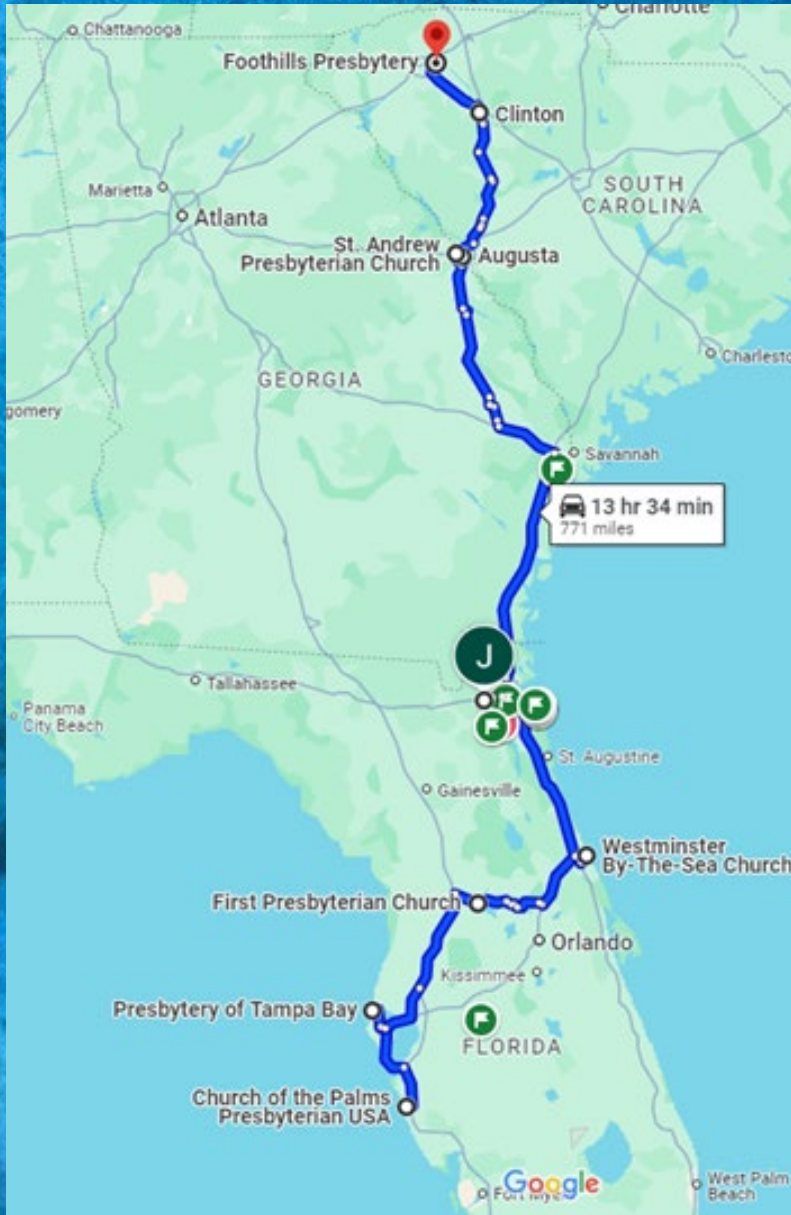 Chattanooga
Charlotte
Foothills Presbytery
Clinton
Marietta
Atlanta
SOUTH
CAROLINA
St. Andrew
Presbyterian Church
Augusta
Charlest
GEORGIA
gomery
Savannah
13 hr 34 min
771 miles
J
Tallahassee
Panama
City Beach
St. Augustine
Gainesville
Westminster
By-The-Sea Church
First Presbyterian Church
Orlando
Kissimmee
Presbytery of Tampa Bay
FLORIDA
Church of the Palms
Presbyterian USA
Google
Fort Mye
West Palm
Beach